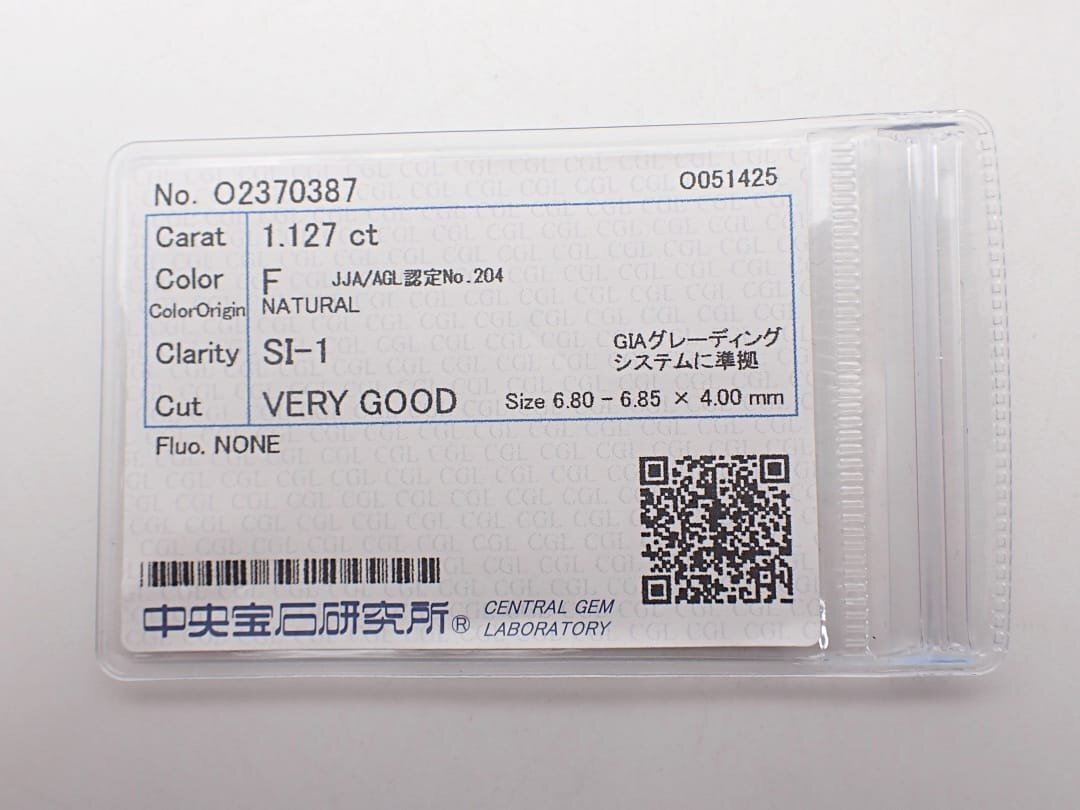 No. O2370387
O051425
Carat 1.127 ct
Color F JJA/AGL認定No.204
ColorOrigin NATURAL
Clarity SI-1
GIAグレーディング
システムに準拠
Cut VERY GOOD Size 6.80 - 6.85 × 4.00 mm
Fluo. NONE
中央宝石研究所® CENTRAL GEM
LABORATORY